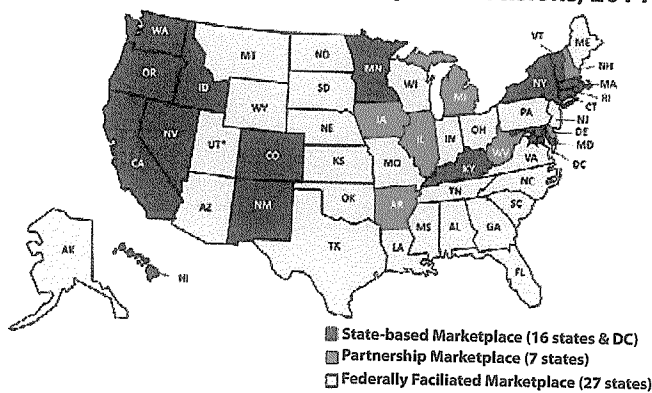 WA
MT
ND
MN
VT
ME
OR
ID
SD
WI
MI
NY
NH
MA
WY
RI
CT
NV
NE
IA
PA
NJ
UT*
CO
IL
IN
OH
DE
MD
CA
KS
MO
KY
WV
VA
DC
AZ
NM
OK
AR
TN
NC
SC
TX
LA
MS
AL
GA
AK
HI
FL
State-based Marketplace (16 states & DC)
Partnership Marketplace (7 states)
Federally Faciliated Marketplace (27 states)